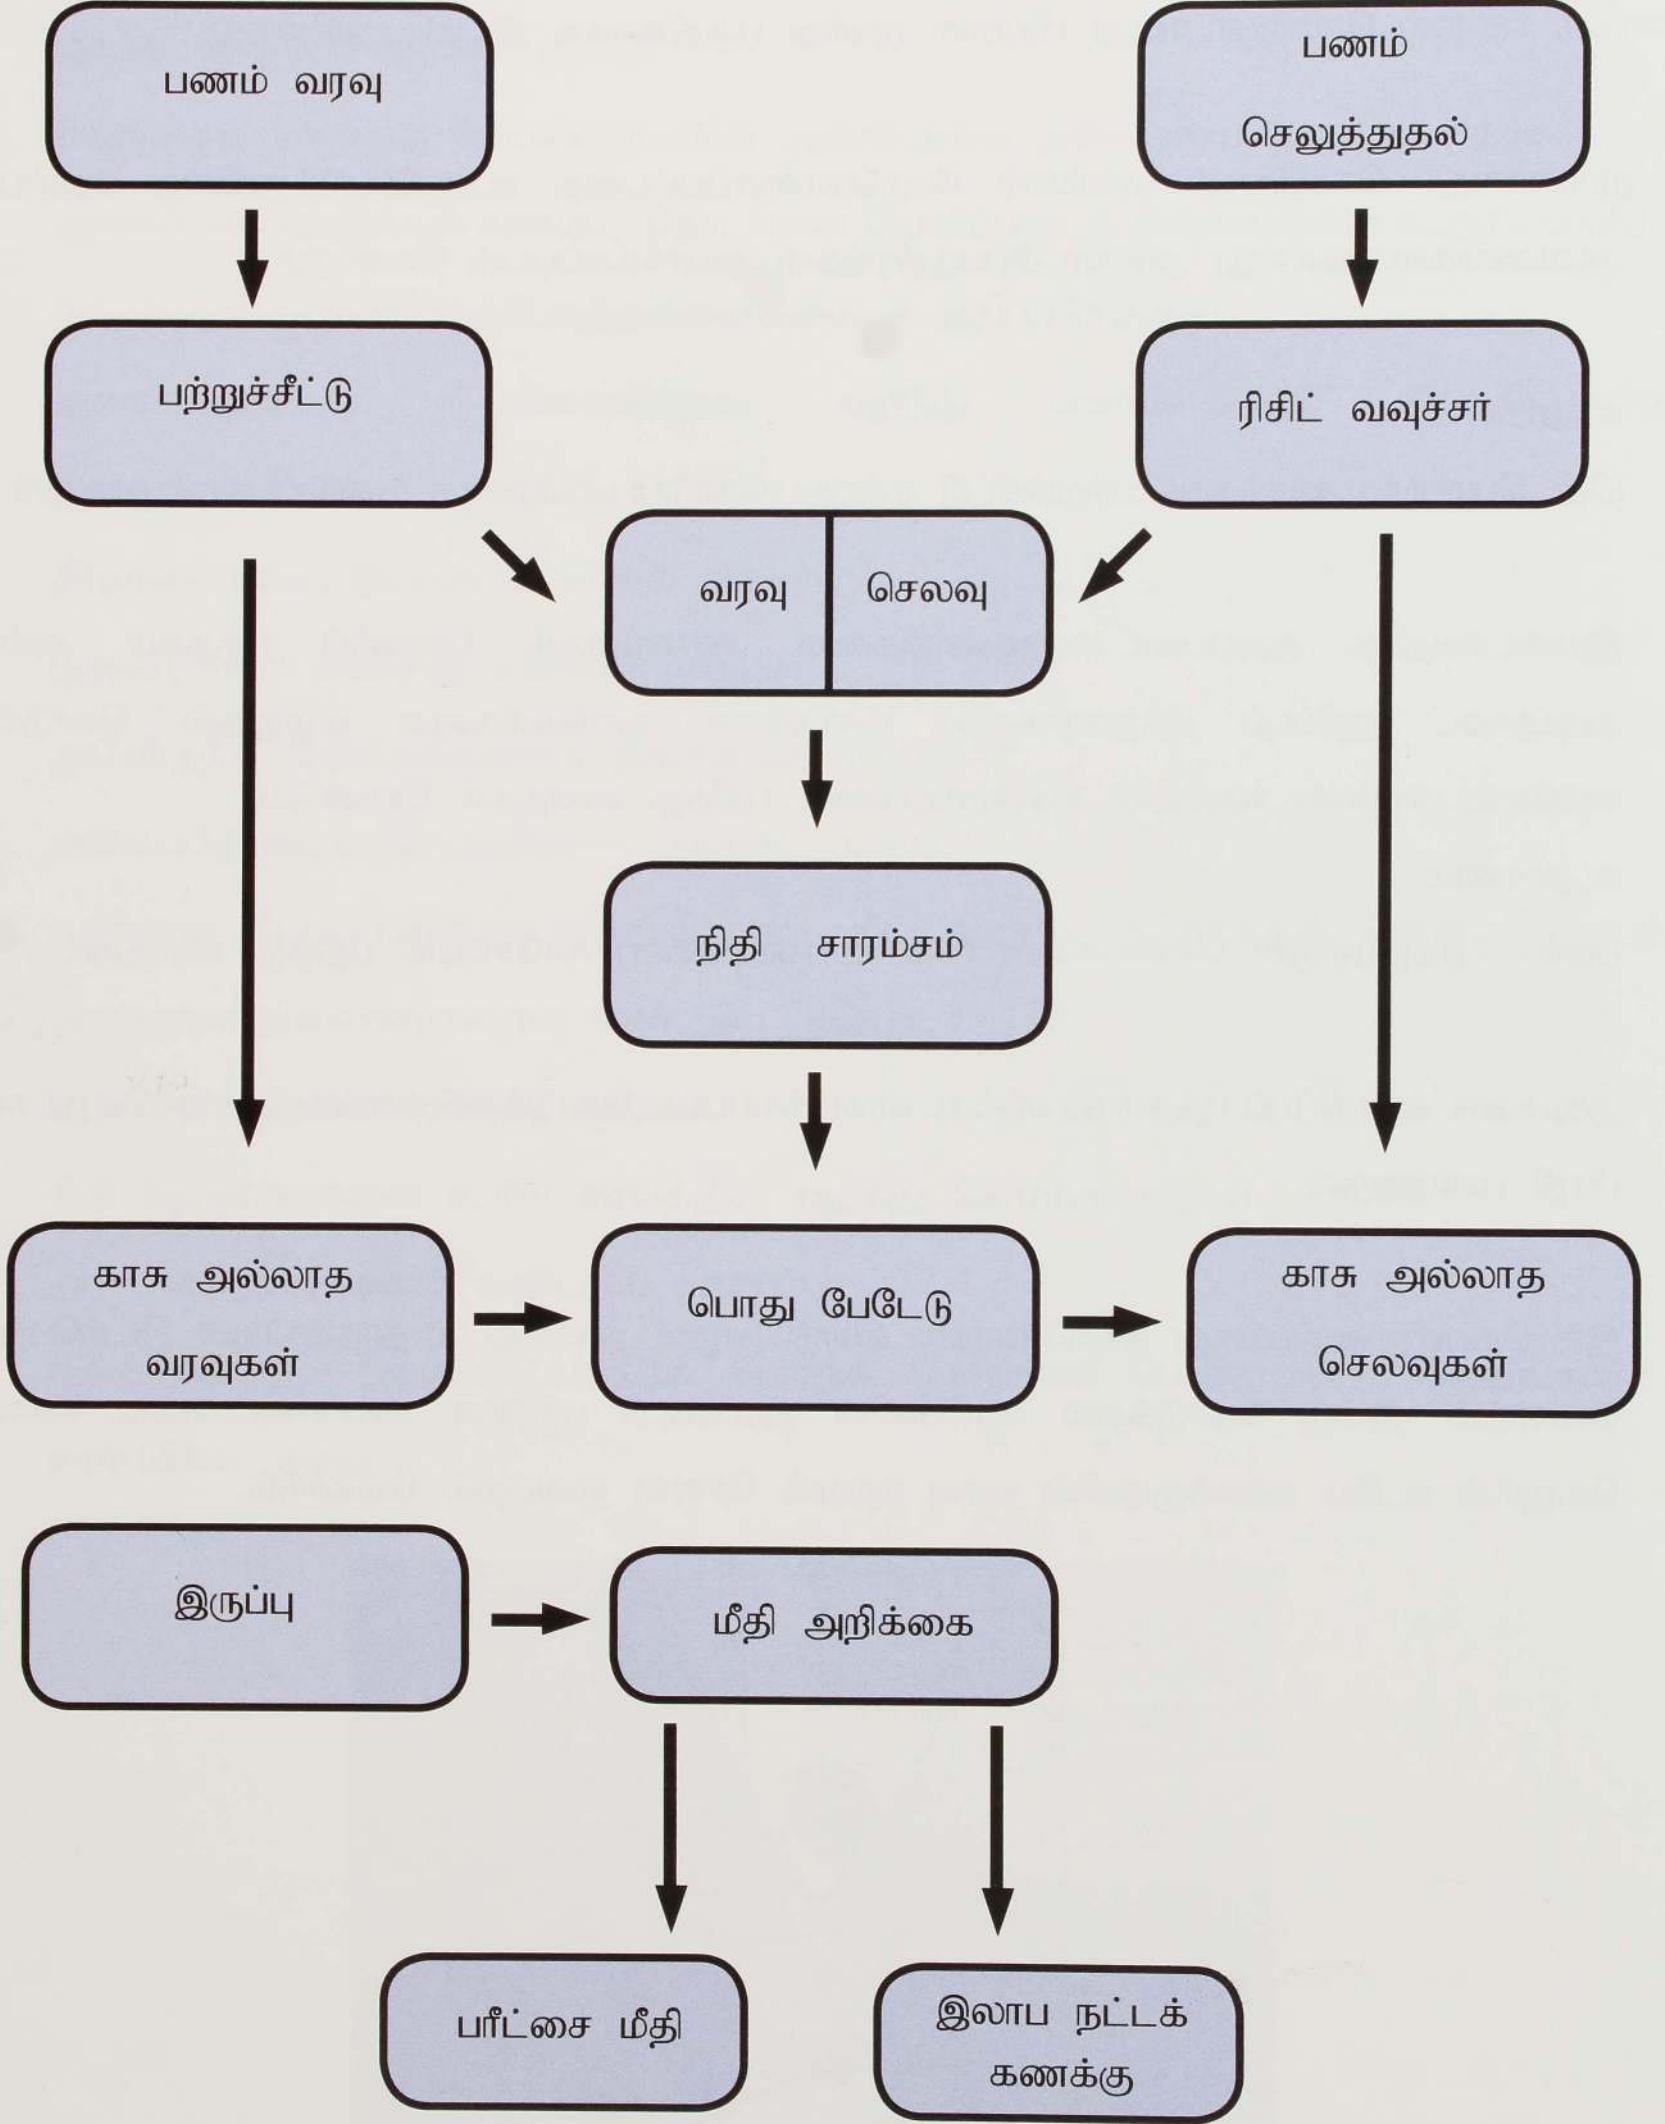 பணம் வரவு
பணம்
செலுத்துதல்
பற்றுச்சீட்டு
ரிசிட் வவுச்சர்
வரவு செலவு
நிதி சாரம்சம்
காசு அல்லாத
வரவுகள்
பொது பேடேடு
காசு அல்லாத
செலவுகள்
இருப்பு
மீதி அறிக்கை
பரீட்சை மீதி
இலாப நட்டக்
கணக்கு